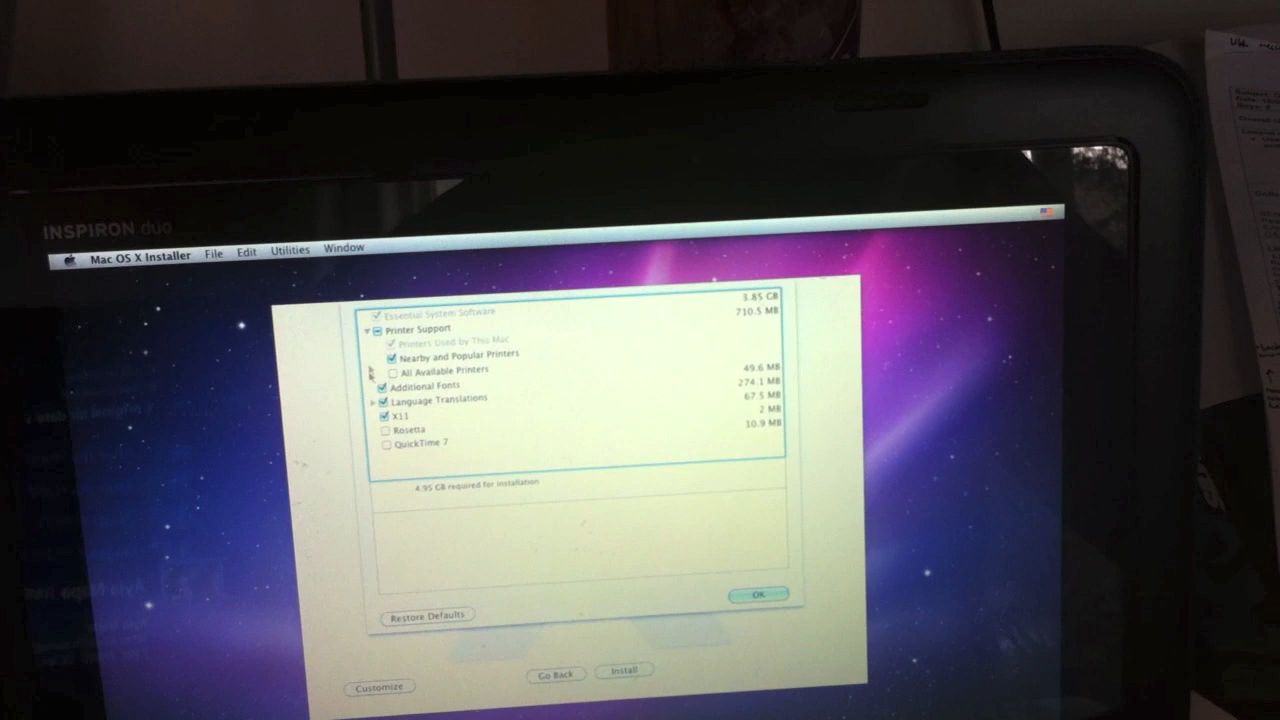 INSPIRON duo
Mac OS X Installer File Edit Utilities Window
3.85 GB
Essential System Software 710.5 MB
Printer Support
Printers Used by This Mac
Nearby and Popular Printers
All Available Printers 49.6 MB
Additional Fonts 274.1 MB
Language Translations 67.5 MB
X11 2 MB
Rosetta 10.9 MB
QuickTime 7
4.95 GB required for installation
OK
Restore Defaults
Go Back Install
Customize